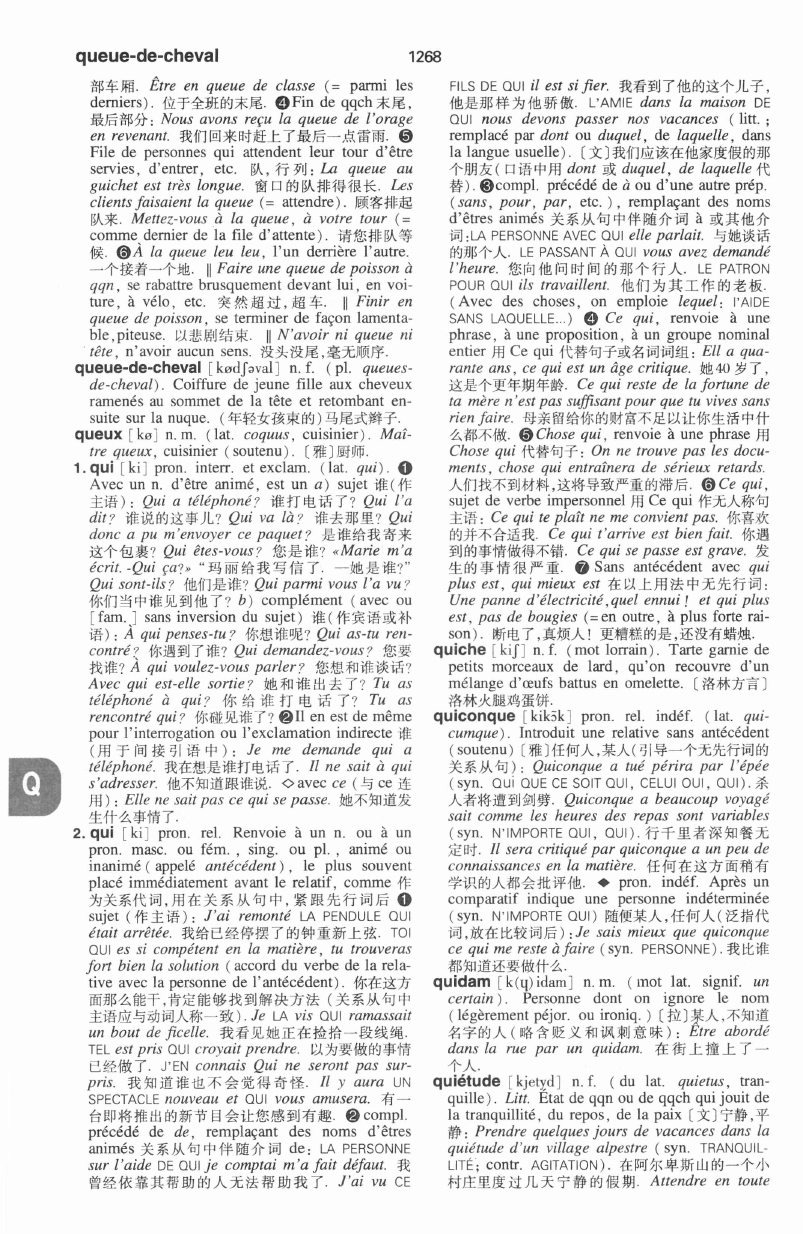 queue-de-cheval
1268
部车厢. Être en queue de classe (= parmi les
derniers). 位于全班的末尾. ❹Fin de qqch 末尾,
最后部分: Nous avons reçu la queue de l'orage
en revenant. 我们回来时赶上了最后一点雷雨. ❺
File de personnes qui attendent leur tour d'être
servies, d'entrer, etc. 队, 行列: La queue au
guichet est très longue. 窗口的队排得很长. Les
clients faisaient la queue (= attendre). 顾客排起
队来. Mettez-vous à la queue, à votre tour (=
comme dernier de la file d'attente). 请您排队等
候. ❻À la queue leu leu, l'un derrière l'autre.
一个接着一个地. ‖ Faire une queue de poisson à
qqn, se rabattre brusquement devant lui, en voi-
ture, à vélo, etc. 突然超过, 超车. ‖ Finir en
queue de poisson, se terminer de façon lamenta-
ble, piteuse. 以悲剧结束. ‖ N'avoir ni queue ni
tête, n'avoir aucun sens. 没头没尾,毫无顺序.
queue-de-cheval [kødʃəval] n. f. (pl. queues-
de-cheval). Coiffure de jeune fille aux cheveux
ramenés au sommet de la tête et retombant en-
suite sur la nuque. (年轻女孩束的)马尾式辫子.
queux [kø] n. m. (lat. coquus, cuisinier). Maî-
tre queux, cuisinier (soutenu). 〔雅〕厨师.
1. qui [ki] pron. interr. et exclam. (lat. qui). ❶
Avec un n. d'être animé, est un a) sujet 谁(作
主语): Qui a téléphoné? 谁打电话了? Qui l'a
dit? 谁说的这事儿? Qui va là? 谁去那里? Qui
donc a pu m'envoyer ce paquet? 是谁给我寄来
这个包裹? Qui êtes-vous? 您是谁? «Marie m'a
écrit. -Qui ça?» “玛丽给我写信了. —她是谁?”
Qui sont-ils? 他们是谁? Qui parmi vous l'a vu?
你们当中谁见到他了? b) complément (avec ou
[fam.] sans inversion du sujet) 谁(作宾语或补
语): À qui penses-tu? 你想谁呢? Qui as-tu ren-
contré? 你遇到了谁? Qui demandez-vous? 您要
找谁? À qui voulez-vous parler? 您想和谁谈话?
Avec qui est-elle sortie? 她和谁出去了? Tu as
téléphoné à qui? 你给谁打电话了? Tu as
rencontré qui? 你碰见谁了? ❷Il en est de même
pour l'interrogation ou l'exclamation indirecte 谁
(用于间接引语中): Je me demande qui a
téléphoné. 我在想是谁打电话了. Il ne sait à qui
s'adresser. 他不知道跟谁说. ◇avec ce (与 ce 连
用): Elle ne sait pas ce qui se passe. 她不知道发
生什么事情了.
Q
2. qui [ki] pron. rel. Renvoie à un n. ou à un
pron. masc. ou fém., sing. ou pl., animé ou
inanimé (appelé antécédent), le plus souvent
placé immédiatement avant le relatif, comme 作
为关系代词,用在关系从句中,紧跟先行词后 ❶
sujet (作主语): J'ai remonté LA PENDULE QUI
était arrêtée. 我给已经停摆了的钟重新上弦. TOI
QUI es si compétent en la matière, tu trouveras
fort bien la solution (accord du verbe de la rela-
tive avec la personne de l'antécédent). 你在这方
面那么能干,肯定能够找到解决方法 (关系从句中
主语应与动词人称一致). Je LA vis QUI ramassait
un bout de ficelle. 我看见她正在捡拾一段线绳.
TEL est pris QUI croyait prendre. 以为要做的事情
已经做了. J'EN connais Qui ne seront pas sur-
pris. 我知道谁也不会觉得奇怪. Il y aura UN
SPECTACLE nouveau et QUI vous amusera. 有一
台即将推出的新节目会让您感到有趣. ❷compl.
précédé de de, remplaçant des noms d'êtres
animés 关系从句中伴随介词 de: LA PERSONNE
sur l'aide DE QUI je comptai m'a fait défaut. 我
曾经依靠其帮助的人无法帮助我了. J'ai vu CE
FILS DE QUI il est si fier. 我看到了他的这个儿子,
他是那样为他骄傲. L'AMIE dans la maison DE
QUI nous devons passer nos vacances (litt.;
remplacé par dont ou duquel, de laquelle, dans
la langue usuelle). 〔文〕我们应该在他家度假的那
个朋友(口语中用 dont 或 duquel, de laquelle 代
替). ❸compl. précédé de à ou d'une autre prép.
(sans, pour, par, etc.), remplaçant des noms
d'êtres animés 关系从句中伴随介词 à 或其他介
词:LA PERSONNE AVEC QUI elle parlait. 与她谈话
的那个人. LE PASSANT À QUI vous avez demandé
l'heure. 您向他问时间的那个行人. LE PATRON
POUR QUI ils travaillent. 他们为其工作的老板.
(Avec des choses, on emploie lequel: l'AIDE
SANS LAQUELLE...) ❹ Ce qui, renvoie à une
phrase, à une proposition, à un groupe nominal
entier 用 Ce qui 代替句子或名词词组: Ell a qua-
rante ans, ce qui est un âge critique. 她40岁了,
这是个更年期年龄. Ce qui reste de la fortune de
ta mère n'est pas suffisant pour que tu vives sans
rien faire. 母亲留给你的财富不足以让你生活中什
么都不做. ❺Chose qui, renvoie à une phrase 用
Chose qui 代替句子: On ne trouve pas les docu-
ments, chose qui entraînera de sérieux retards.
人们找不到材料,这将导致严重的滞后. ❻Ce qui,
sujet de verbe impersonnel 用 Ce qui 作无人称句
主语: Ce qui te plaît ne me convient pas. 你喜欢
的并不合适我. Ce qui t'arrive est bien fait. 你遇
到的事情做得不错. Ce qui se passe est grave. 发
生的事情很严重. ❼ Sans antécédent avec qui
plus est, qui mieux est 在以上用法中无先行词:
Une panne d'électricité, quel ennui! et qui plus
est, pas de bougies (=en outre, à plus forte rai-
son). 断电了,真烦人! 更糟糕的是,还没有蜡烛.
quiche [kiʃ] n. f. (mot lorrain). Tarte garnie de
petits morceaux de lard, qu'on recouvre d'un
mélange d'œufs battus en omelette. 〔洛林方言〕
洛林火腿鸡蛋饼.
quiconque [kikɔ̃k] pron. rel. indéf. (lat. qui-
cumque). Introduit une relative sans antécédent
(soutenu) 〔雅〕任何人,某人(引导一个无先行词的
关系从句): Quiconque a tué périra par l'épée
(syn. QUI QUE CE SOIT QUI, CELUI QUI, QUI). 杀
人者将遭到剑劈. Quiconque a beaucoup voyagé
sait comme les heures des repas sont variables
(syn. N'IMPORTE QUI, QUI). 行千里者深知餐无
定时. Il sera critiqué par quiconque a un peu de
connaissances en la matière. 任何在这方面稍有
学识的人都会批评他. ◆ pron. indéf. Après un
comparatif indique une personne indéterminée
(syn. N'IMPORTE QUI) 随便某人,任何人(泛指代
词,放在比较词后):Je sais mieux que quiconque
ce qui me reste à faire (syn. PERSONNE). 我比谁
都知道还要做什么.
quidam [k(ɥ)idam] n. m. (mot lat. signif. un
certain). Personne dont on ignore le nom
(légèrement péjor. ou ironiq.) 〔拉〕某人,不知道
名字的人(略含贬义和讽刺意味): Être abordé
dans la rue par un quidam. 在街上撞上了一
个人.
quiétude [kjetyd] n. f. (du lat. quietus, tran-
quille). Litt. État de qqn ou de qqch qui jouit de
la tranquillité, du repos, de la paix 〔文〕宁静,平
静: Prendre quelques jours de vacances dans la
quiétude d'un village alpestre (syn. TRANQUIL-
LITÉ; contr. AGITATION). 在阿尔卑斯山的一个小
村庄里度过几天宁静的假期. Attendre en toute